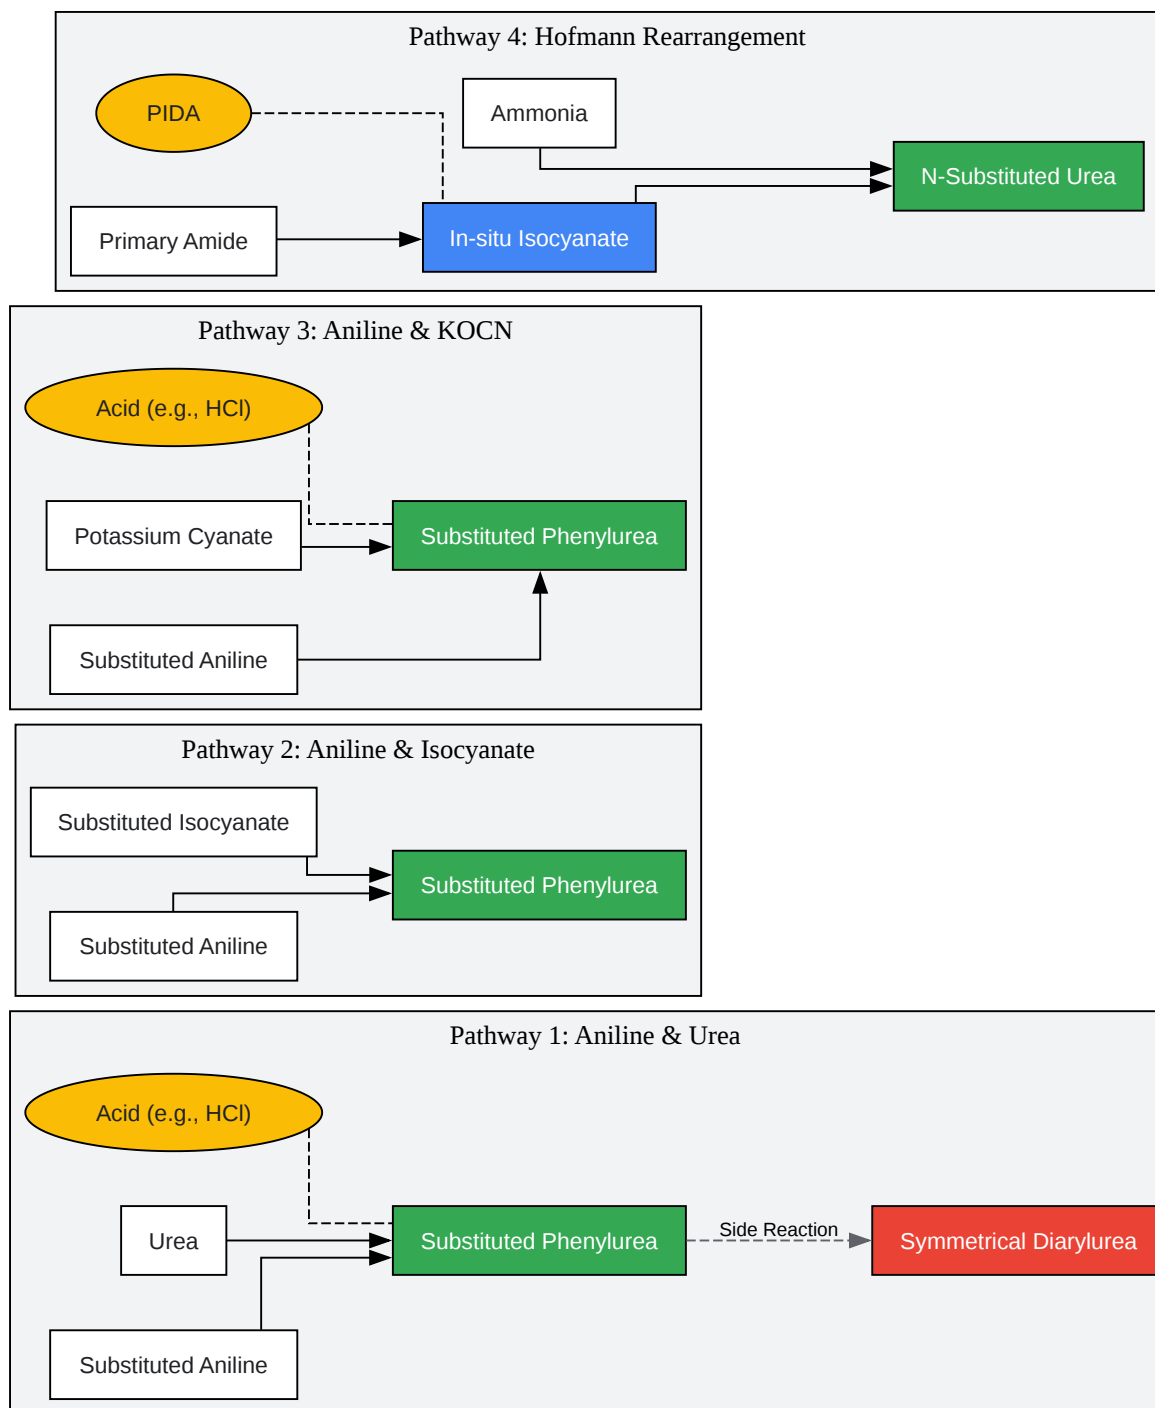 Pathway 4: Hofmann Rearrangement
PIDA
Ammonia
N-Substituted Urea
Primary Amide
In-situ Isocyanate
Pathway 3: Aniline & KOCN
Acid (e.g., HCl)
Potassium Cyanate
Substituted Phenylurea
Substituted Aniline
Pathway 2: Aniline & Isocyanate
Substituted Isocyanate
Substituted Phenylurea
Substituted Aniline
Pathway 1: Aniline & Urea
Acid (e.g., HCl)
Urea
Substituted Phenylurea
Side Reaction
Symmetrical Diarylurea
Substituted Aniline